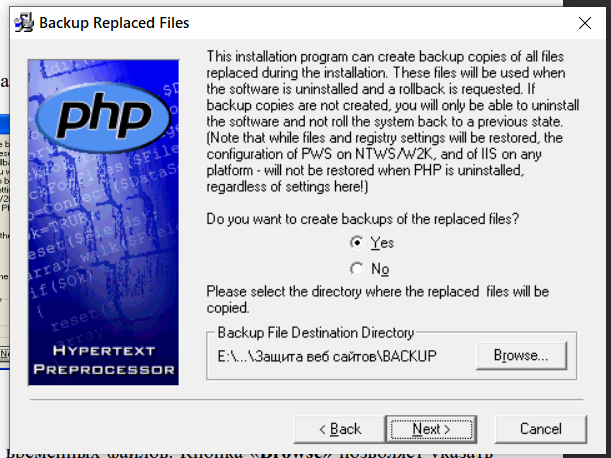 Backup Replaced Files
This installation program can create backup copies of all files
replaced during the installation. These files will be used when
the software is uninstalled and a rollback is requested. If
backup copies are not created, you will only be able to uninstall
the software and not roll the system back to a previous state.
(Note that while files and registry settings will be restored, the
configuration of PWS on NTWS/W2K, and of IIS on any
platform - will not be restored when PHP is uninstalled,
regardless of settings here!)
php
Do you want to create backups of the replaced files?
Yes
No
Please select the directory where the replaced files will be
copied.
Backup File Destination Directory
E:\...\Защита веб сайтов\BACKUP
Browse...
HYPERTEXT
PREPROCESSOR
< Back
Next >
Cancel
временных файлов. Кнопка «Browse» позволяет указать